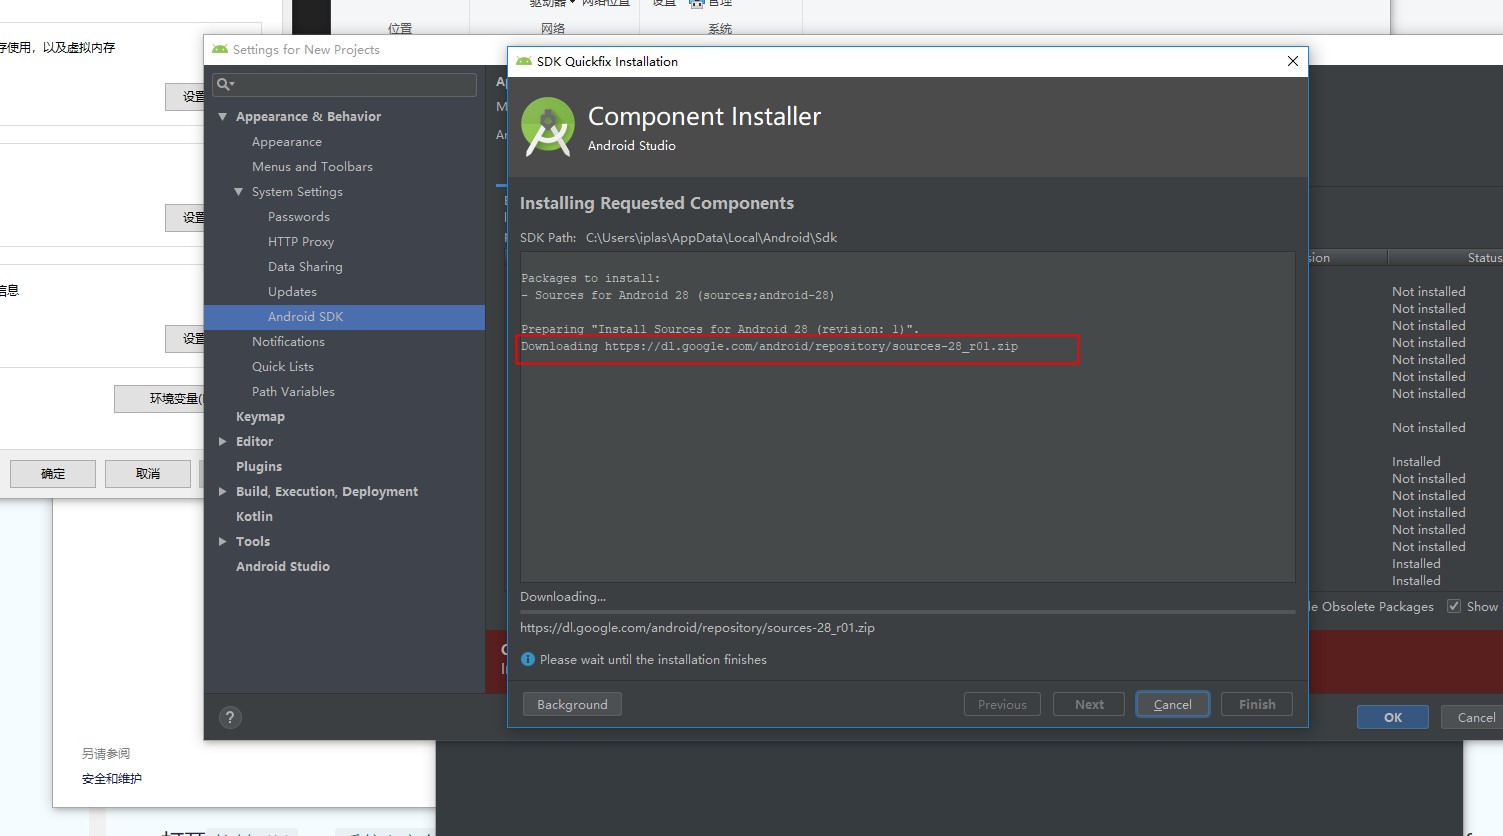 网络位置
设置
管理
位置
网络
系统
存使用，以及虚拟内存
设置
设置
信息
设置
环境变量(
确定
取消
Settings for New Projects
Appearance & Behavior
Appearance
Menus and Toolbars
System Settings
Passwords
HTTP Proxy
Data Sharing
Updates
Android SDK
Notifications
Quick Lists
Path Variables
Keymap
Editor
Plugins
Build, Execution, Deployment
Kotlin
Tools
Android Studio
?
SDK Quickfix Installation
Component Installer
Android Studio
Installing Requested Components
SDK Path: C:\Users\iplas\AppData\Local\Android\Sdk
Packages to install:
- Sources for Android 28 (sources;android-28)
Preparing "Install Sources for Android 28 (revision: 1)".
Downloading https://dl.google.com/android/repository/sources-28_r01.zip
Downloading...
https://dl.google.com/android/repository/sources-28_r01.zip
Please wait until the installation finishes
Background
Previous
Next
Cancel
Finish
sion
Status
Not installed
Not installed
Not installed
Not installed
Not installed
Not installed
Not installed
Not installed
Installed
Not installed
Not installed
Not installed
Not installed
Not installed
Installed
Installed
le Obsolete Packages
Show
OK
Cancel
另请参阅
安全和维护